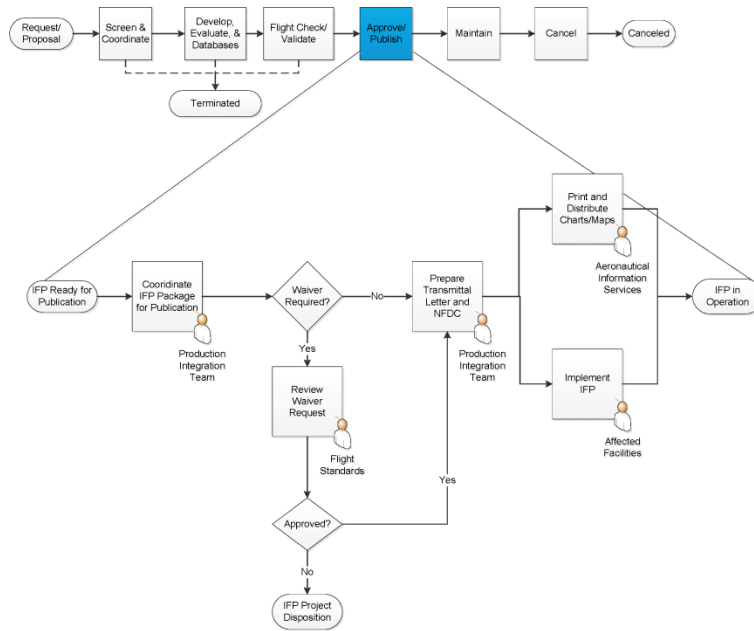 Request/
Proposal
Screen &
Coordinate
Develop,
Evaluate, &
Databases
Flight Check/
Validate
Approve/
Publish
Maintain
Cancel
Canceled
Terminated
IFP Ready for
Publication
Coordinate
IFP Package
for Publication
Production
Integration
Team
Waiver
Required?
No
Yes
Review
Waiver
Request
Flight
Standards
Approved?
Yes
No
IFP Project
Disposition
Prepare
Transmittal
Letter and
NFDC
Production
Integration
Team
Print and
Distribute
Charts/Maps
Aeronautical
Information
Services
Implement
IFP
Affected
Facilities
IFP in
Operation